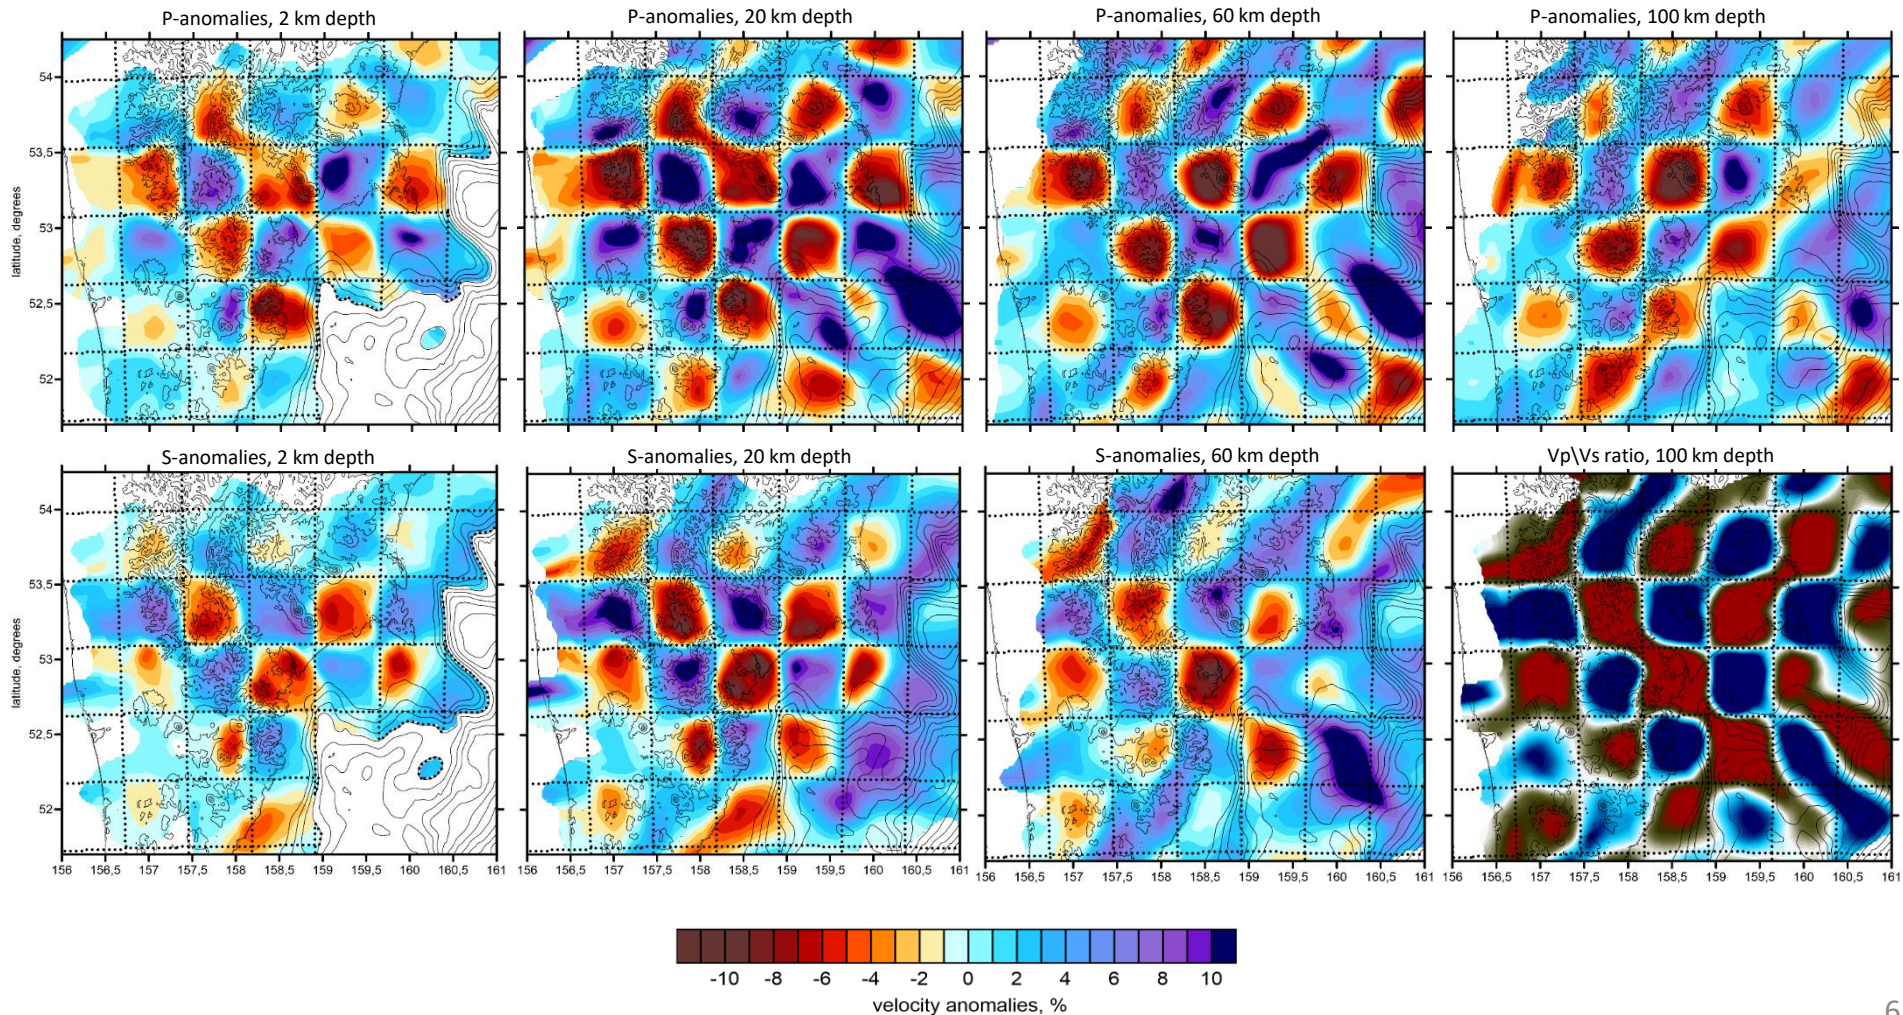 P-anomalies, 2 km depth
P-anomalies, 20 km depth
P-anomalies, 60 km depth
P-anomalies, 100 km depth
latitude, degrees
54
53,5
53
52,5
52
S-anomalies, 2 km depth
S-anomalies, 20 km depth
S-anomalies, 60 km depth
Vp\Vs ratio, 100 km depth
latitude, degrees
54
53,5
53
52,5
52
156 156,5 157 157,5 158 158,5 159 159,5 160 160,5 161
156 156,5 157 157,5 158 158,5 159 159,5 160 160,5 161
156 156,5 157 157,5 158 158,5 159 159,5 160 160,5 161
156 156,5 157 157,5 158 158,5 159 159,5 160 160,5 161
-10 -8 -6 -4 -2 0 2 4 6 8 10
velocity anomalies, %
6